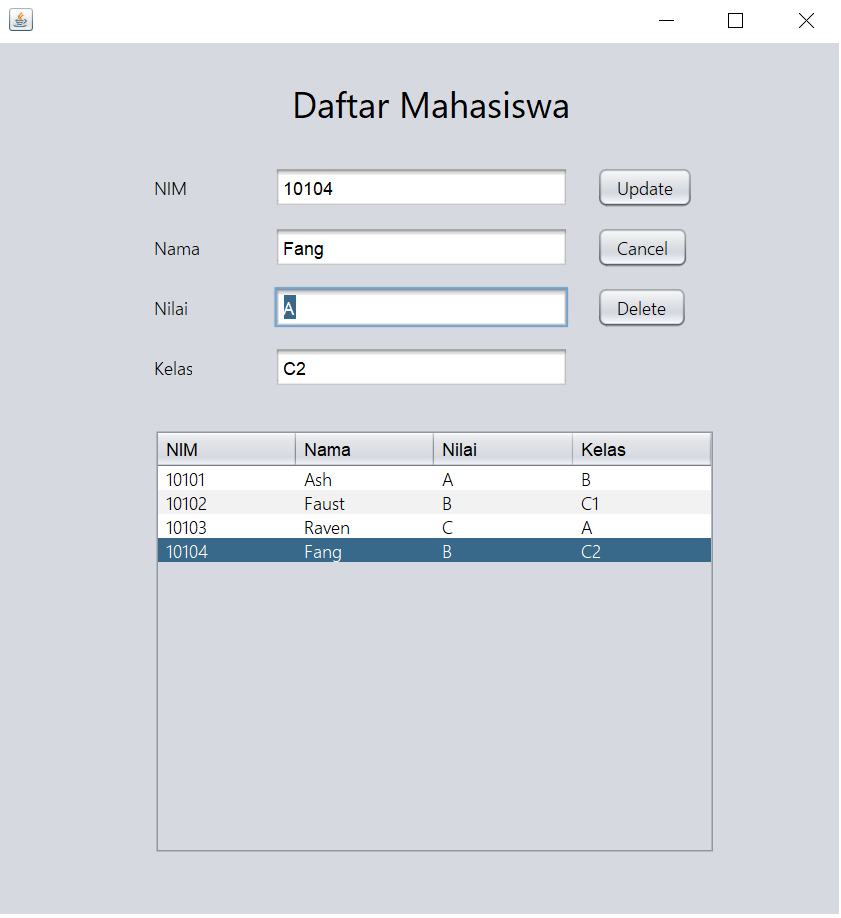 Daftar Mahasiswa
NIM 10104 Update
Nama Fang Cancel
Nilai A Delete
Kelas C2
NIM Nama Nilai Kelas
10101 Ash A B
10102 Faust B C1
10103 Raven C A
10104 Fang B C2